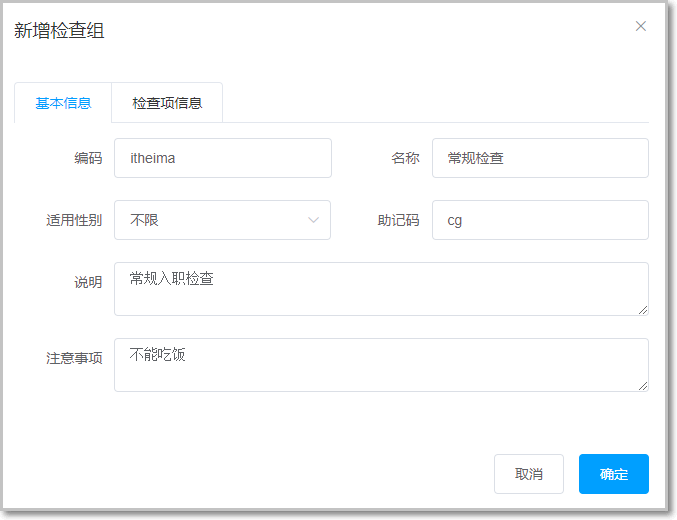 新增检查组
基本信息 检查项信息
编码 itheima 名称 常规检查
适用性别 不限 助记码 cg
说明 常规入职检查
注意事项 不能吃饭
取消 确定